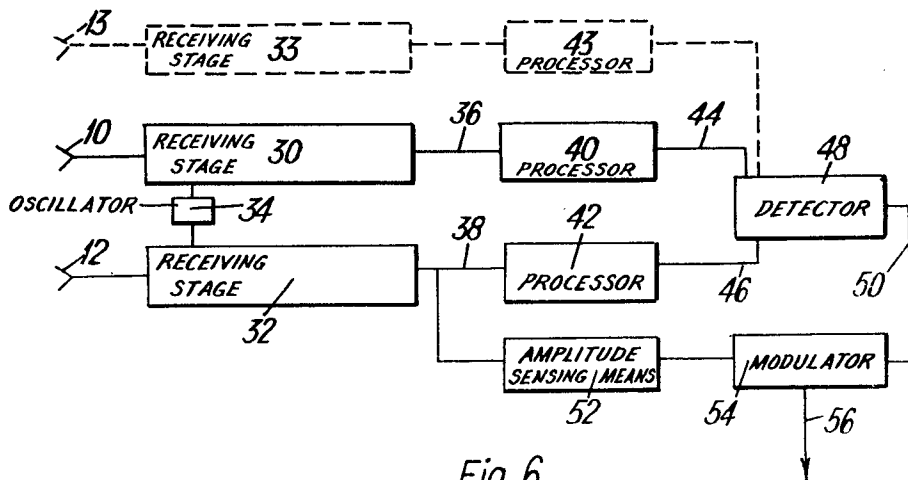 13
RECEIVING
STAGE 33
43
PROCESSOR
10
RECEIVING
STAGE 30
36
40
PROCESSOR
44
48
DETECTOR
OSCILLATOR 34
12
RECEIVING
STAGE
32
38
42
PROCESSOR
46
50
AMPLITUDE
SENSING MEANS
52
MODULATOR
54
56
Fig. 6